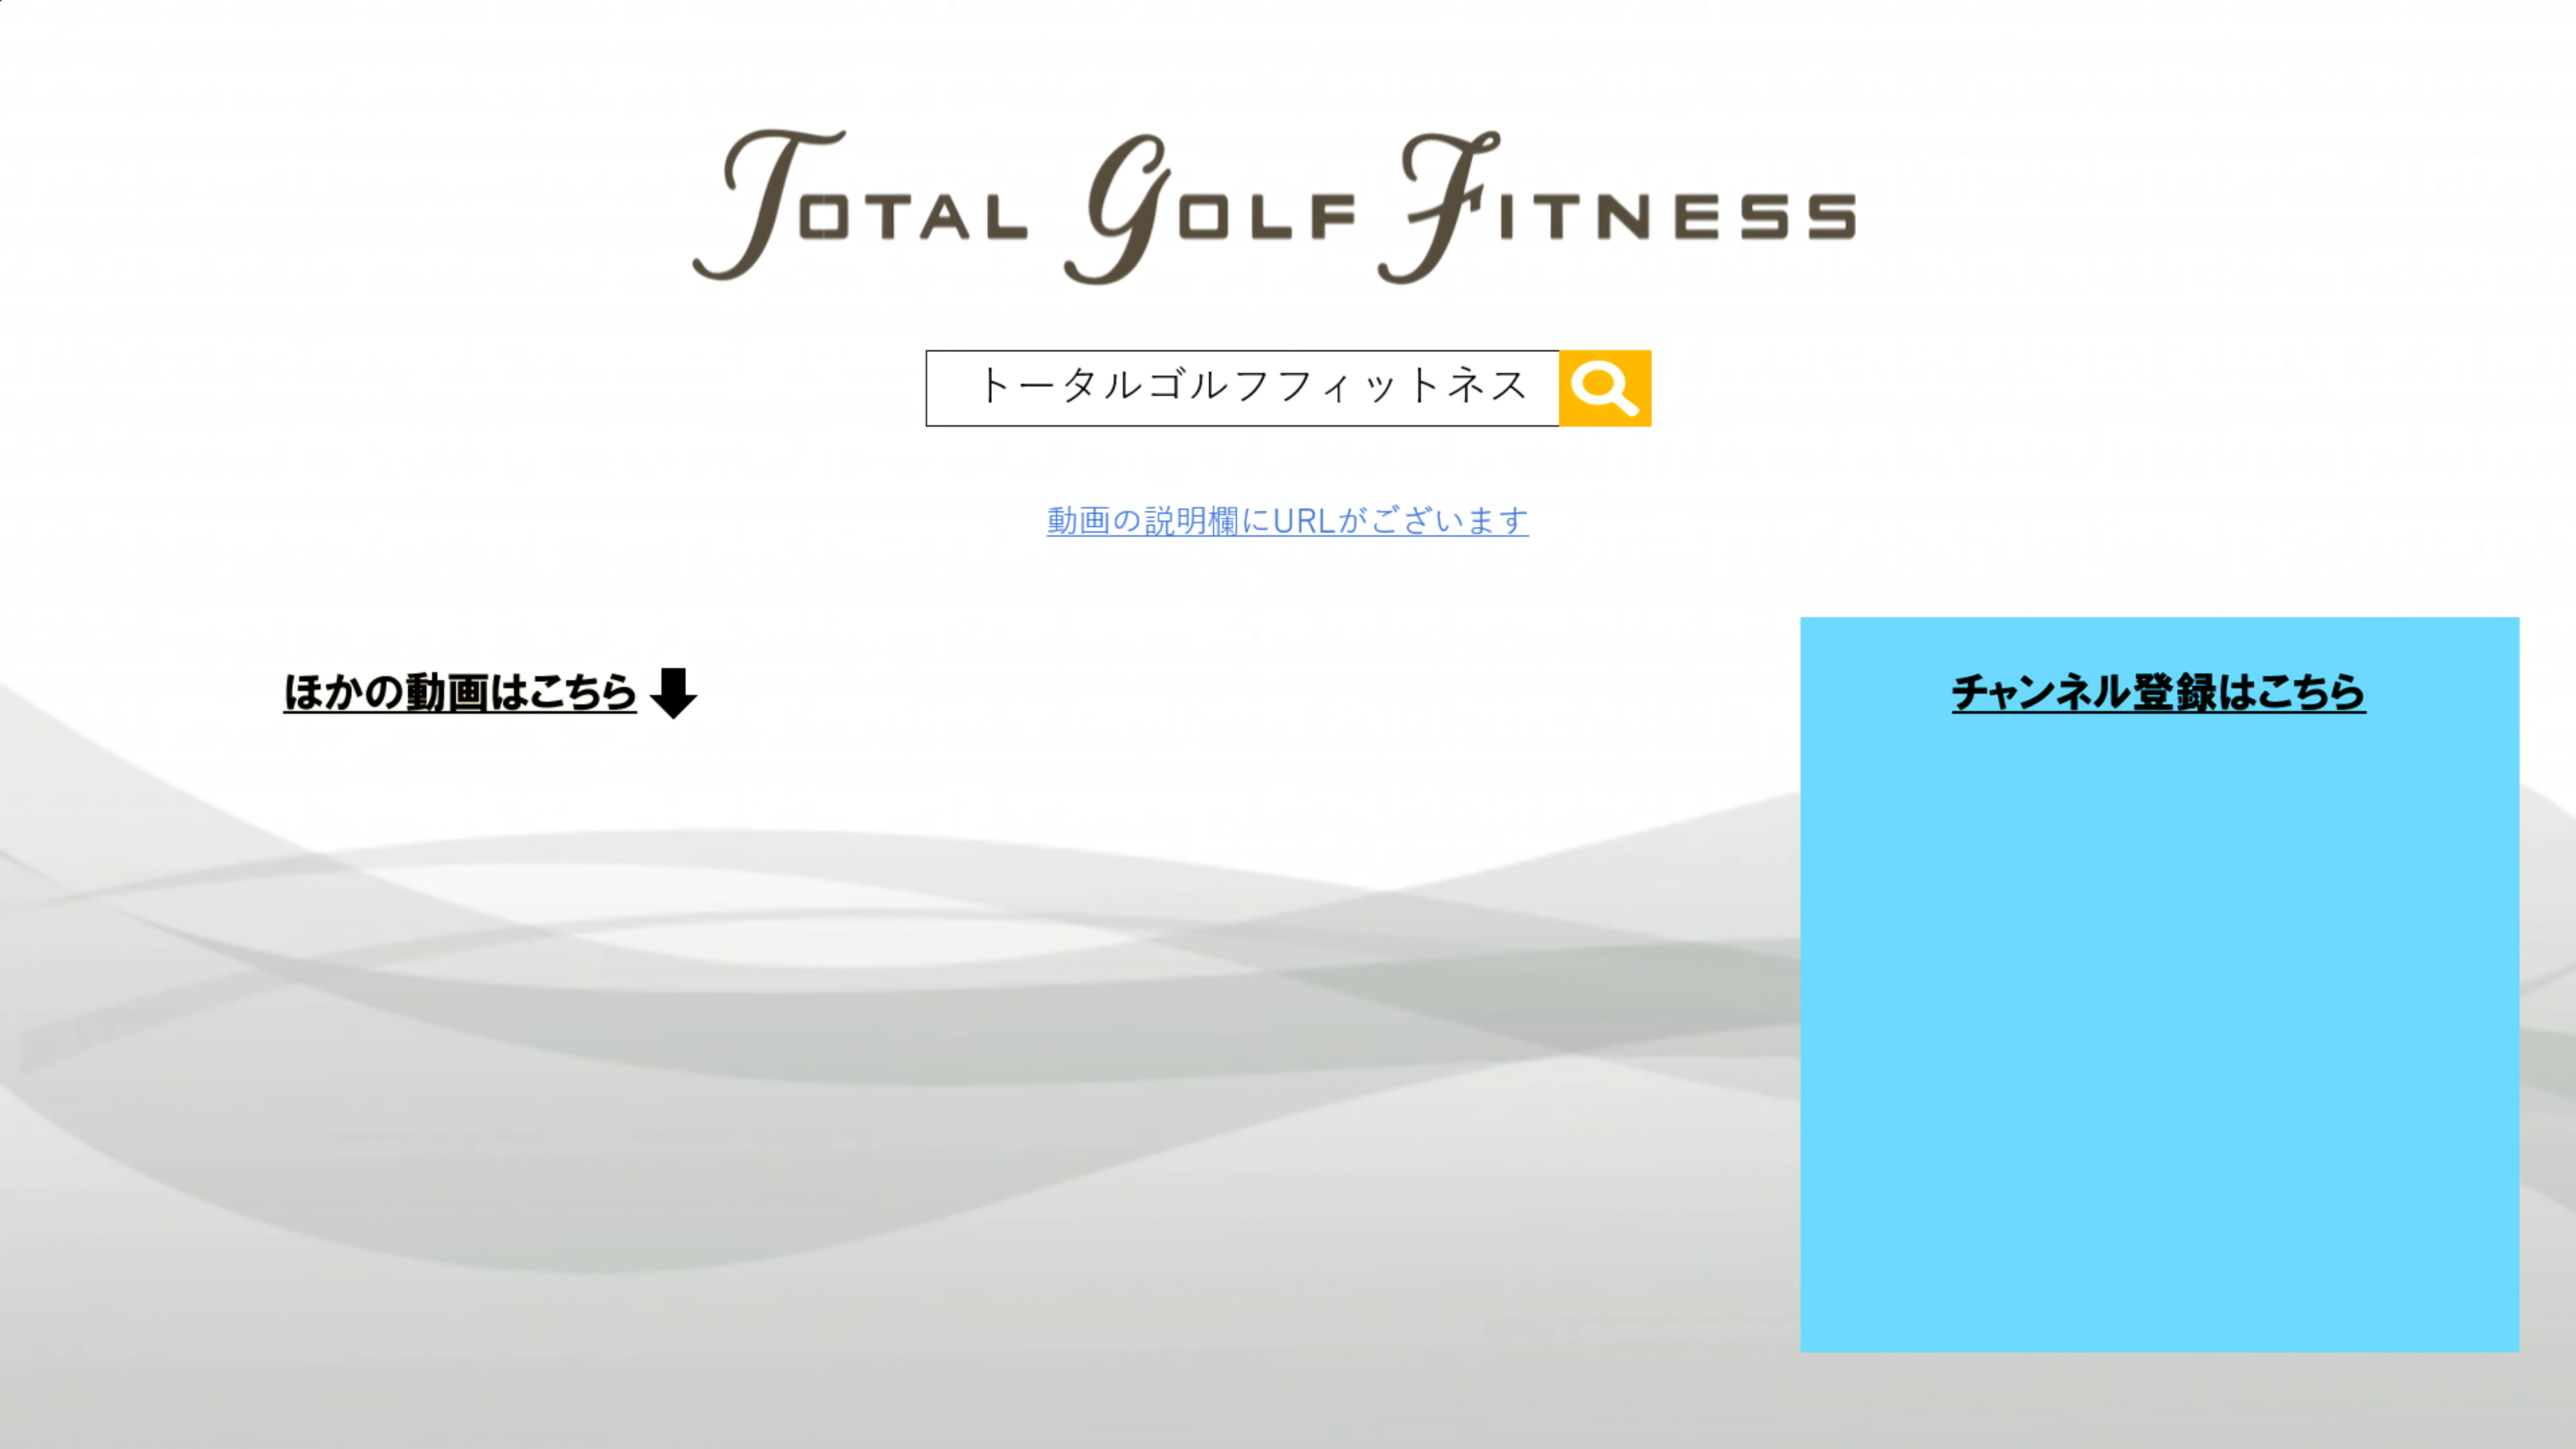 TOTAL GOLF FITNESS
トータルゴルフフィットネス
動画の説明欄にURLがございます
ほかの動画はこちら
チャンネル登録はこちら